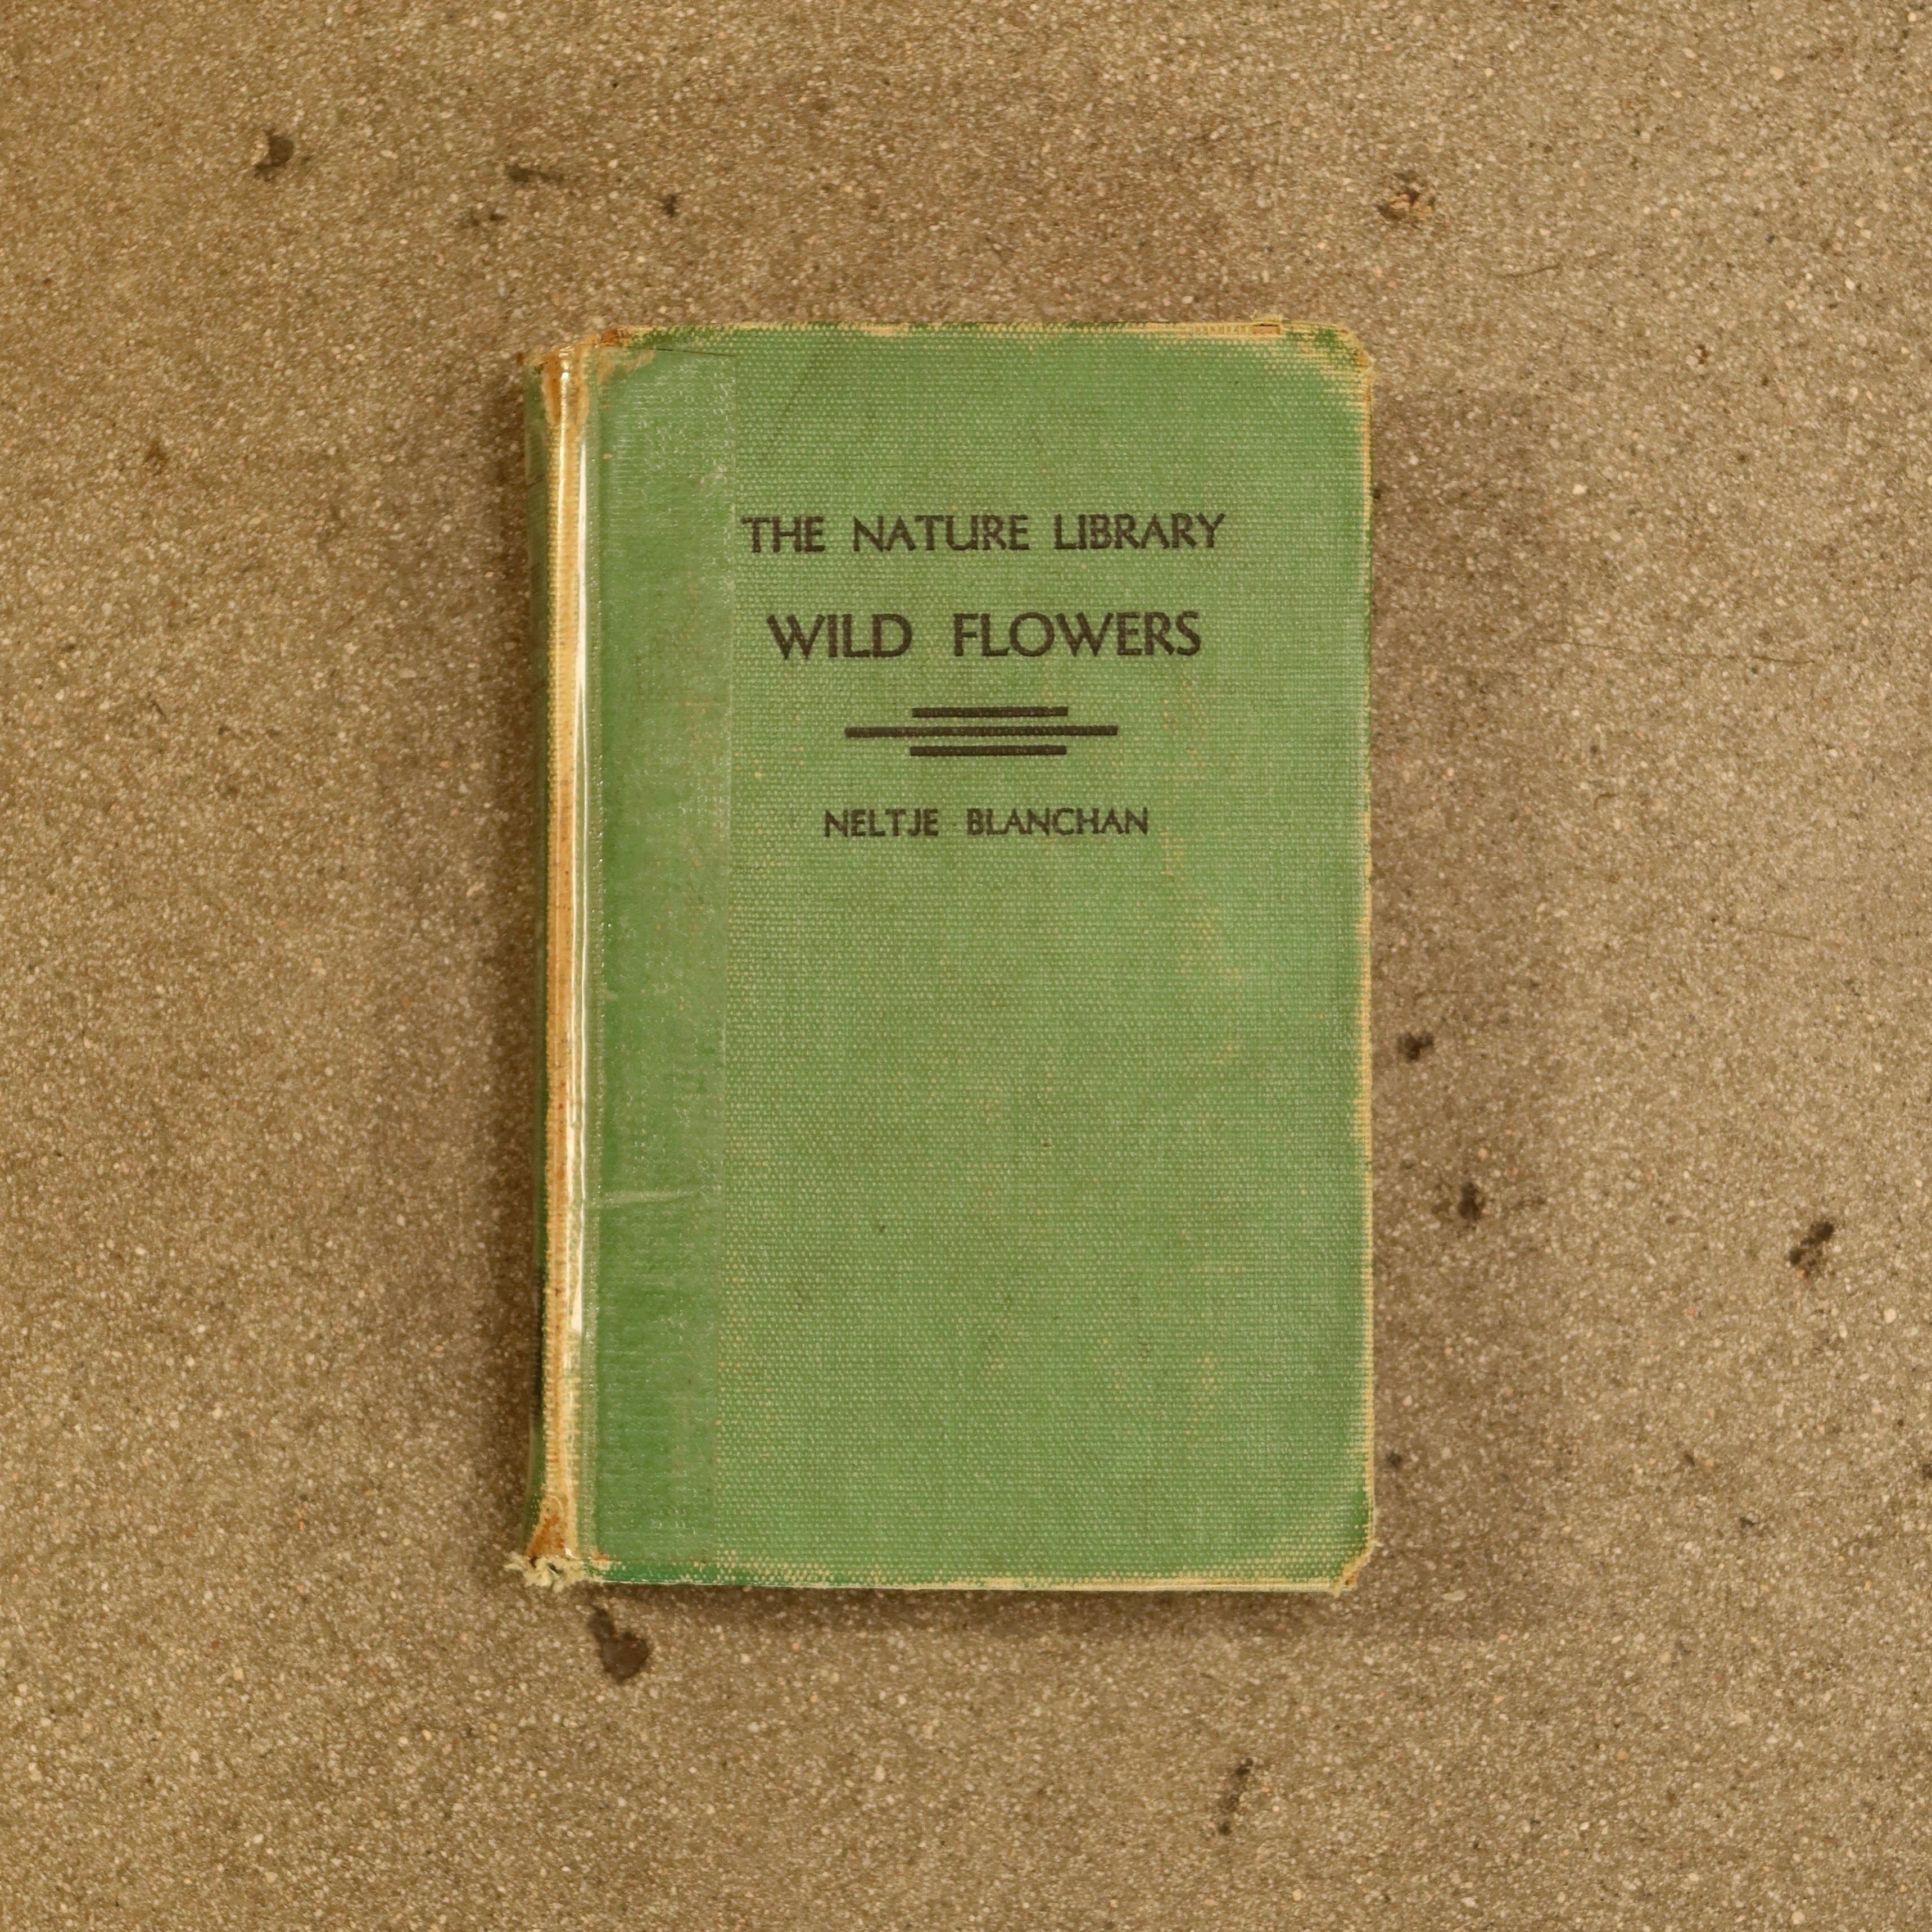 THE NATURE LIBRARY
WILD FLOWERS
NELTJE BLANCHAN